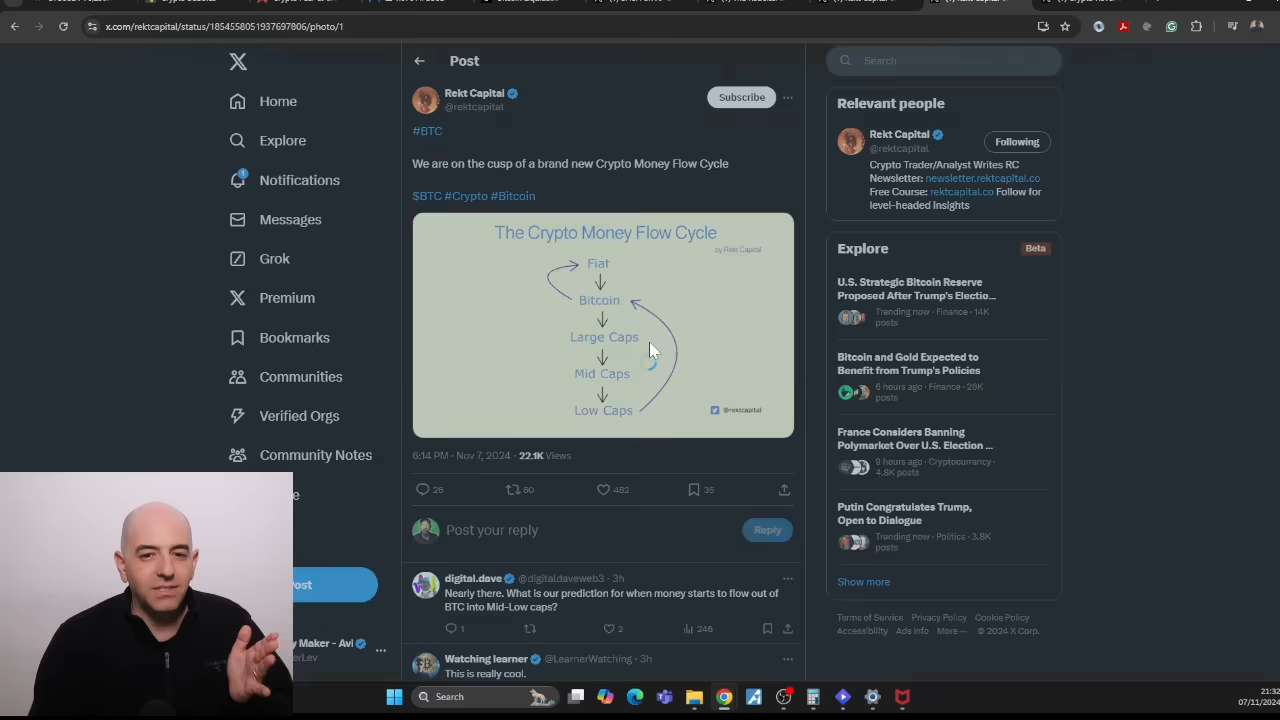 x.com/rektcapital/status/1854558051937697806/photo/1
Home
Explore
1
Notifications
Messages
Grok
Premium
Bookmarks
Communities
Verified Orgs
Community Notes
Post
Rekt Capital
@rektcapital
Subscribe
#BTC
We are on the cusp of a brand new Crypto Money Flow Cycle
$BTC #Crypto #Bitcoin
The Crypto Money Flow Cycle
by Rekt Capital
Fiat
Bitcoin
Large Caps
Mid Caps
Low Caps
@rektcapital
6:14 PM · Nov 7, 2024 · 22.1K Views
26 80 482 35
Post your reply
Reply
digital.dave @digitaldaveweb3 · 3h
Nearly there. What is our prediction for when money starts to flow out of
BTC into Mid-Low caps?
1 2 246
Watching learner @LearnerWatching · 3h
This is really cool.
Search
Relevant people
Rekt Capital
@rektcapital
Following
Crypto Trader/Analyst Writes RC
Newsletter: newsletter.rektcapital.co
Free Course: rektcapital.co Follow for
level-headed Insights
Explore
Beta
U.S. Strategic Bitcoin Reserve
Proposed After Trump's Electio...
Trending now · Finance · 14K
posts
Bitcoin and Gold Expected to
Benefit from Trump's Policies
6 hours ago · Finance · 26K
posts
France Considers Banning
Polymarket Over U.S. Election ...
9 hours ago · Cryptocurrency ·
4.8K posts
Putin Congratulates Trump,
Open to Dialogue
Trending now · Politics · 3.8K
posts
Show more
Terms of Service Privacy Policy Cookie Policy
Accessibility Ads info More ··· © 2024 X Corp.
Post
y Maker - Avi
erLev
Search
21:32
07/11/2024